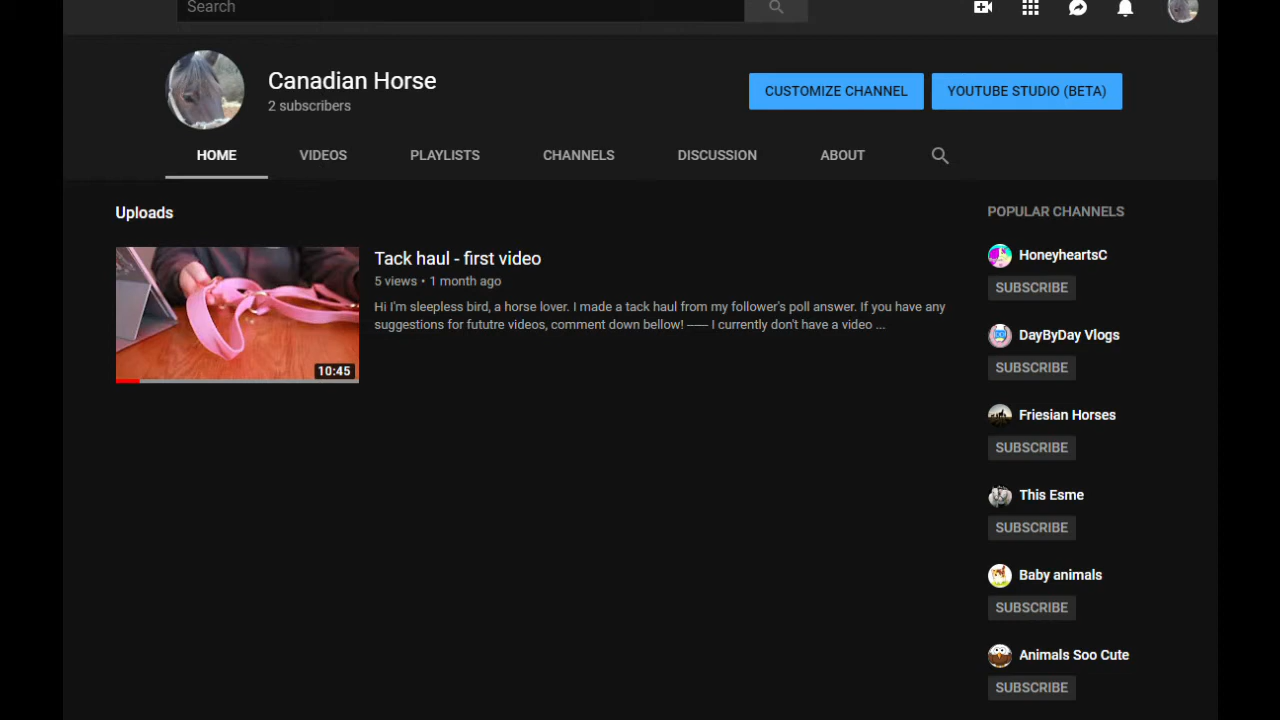 Search
Canadian Horse
2 subscribers
CUSTOMIZE CHANNEL
YOUTUBE STUDIO (BETA)
HOME
VIDEOS
PLAYLISTS
CHANNELS
DISCUSSION
ABOUT
Uploads
10:45
Tack haul - first video
5 views • 1 month ago
Hi I'm sleepless bird, a horse lover. I made a tack haul from my follower's poll answer. If you have any
suggestions for fututre videos, comment down bellow! —— I currently don't have a video ...
POPULAR CHANNELS
HoneyheartsC
SUBSCRIBE
DayByDay Vlogs
SUBSCRIBE
Friesian Horses
SUBSCRIBE
This Esme
SUBSCRIBE
Baby animals
SUBSCRIBE
Animals Soo Cute
SUBSCRIBE